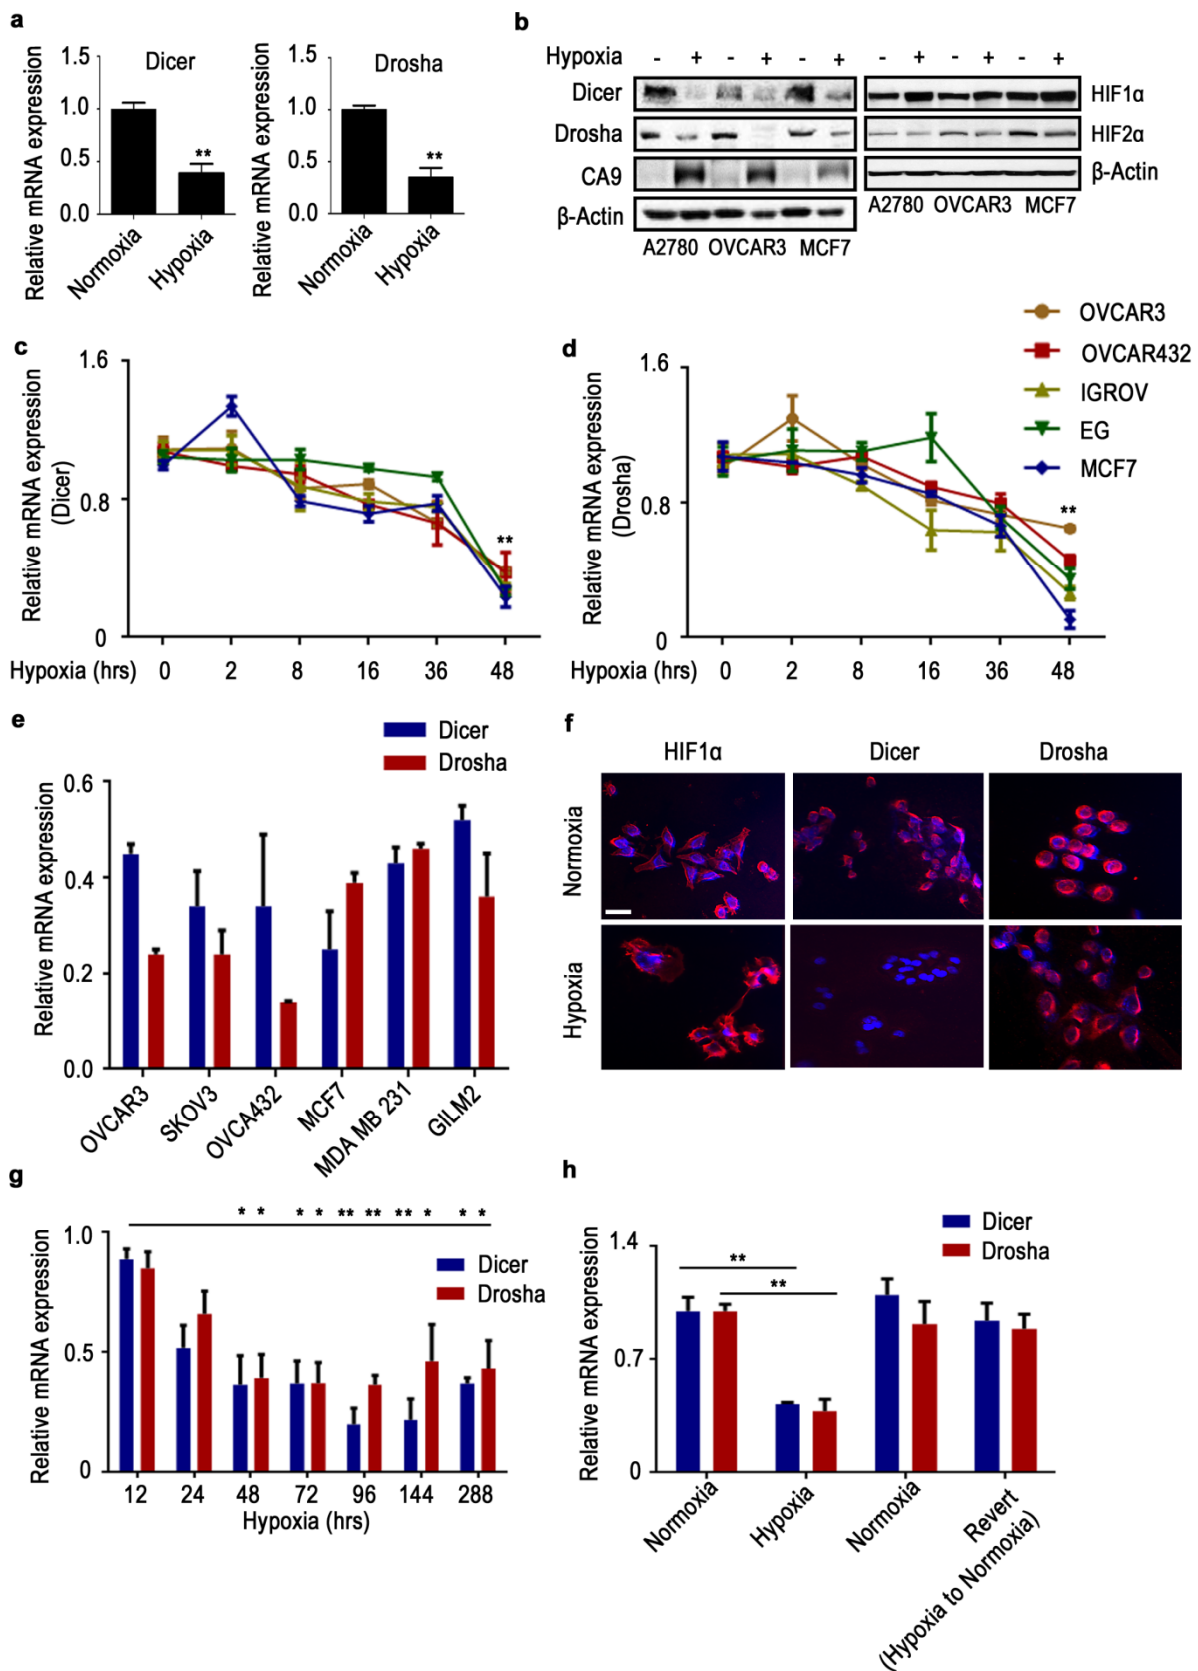 a
Relative mRNA expression
1.5
1.0
0.5
0.0
Dicer
**
Normoxia
Hypoxia
Relative mRNA expression
1.5
1.0
0.5
0.0
Drosha
**
Normoxia
Hypoxia
b
Hypoxia - + - + - +
Dicer
Drosha
CA9
β-Actin
A2780 OVCAR3 MCF7
- + - + - +
HIF1α
HIF2α
β-Actin
A2780 OVCAR3 MCF7
c
Relative mRNA expression
(Dicer)
1.6
0.8
0
**
Hypoxia (hrs) 0 2 8 16 36 48
d
Relative mRNA expression
(Drosha)
1.6
0.8
0
**
Hypoxia (hrs) 0 2 8 16 36 48
OVCAR3
OVCAR432
IGROV
EG
MCF7
e
Dicer
Drosha
Relative mRNA expression
0.6
0.4
0.2
0.0
OVCAR3
SKOV3
OVCA432
MCF7
MDA MB 231
GILM2
f
HIF1α Dicer Drosha
Normoxia
Hypoxia
g
Relative mRNA expression
1.0
0.5
0
* * * * ** ** ** * * *
Dicer
Drosha
12 24 48 72 96 144 288
Hypoxia (hrs)
h
Relative mRNA expression
1.4
0.7
0
**
**
Dicer
Drosha
Normoxia
Hypoxia
Normoxia
Revert
(Hypoxia to Normoxia)